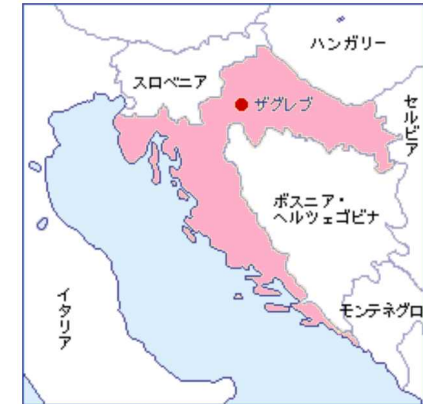 ハンガリー
スロベニア
ザグレブ
セルビア
ボスニア・
ヘルツェゴビナ
イタリア
モンテネグロ